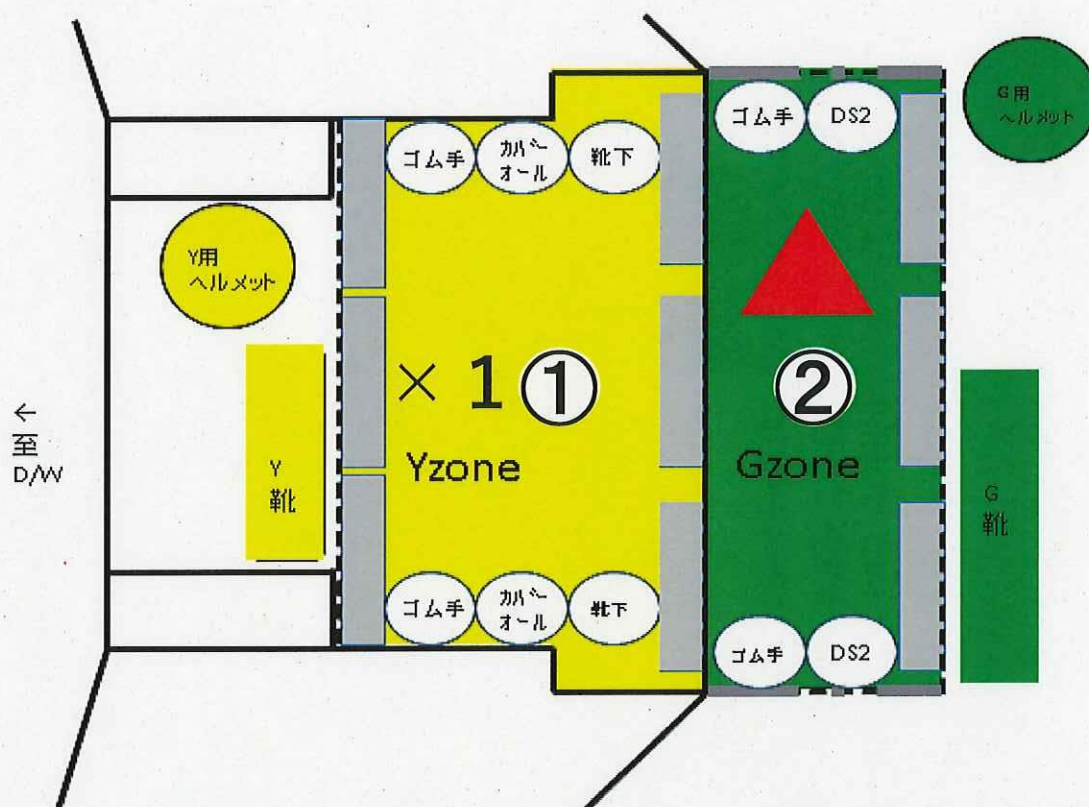 G用
ヘルメット
ゴム手
カバー
オール
靴下
ゴム手
DS2
Y用
ヘルメット
×1
①
②
Yzone
Gzone
←
至
D/W
Y
靴
G
靴
ゴム手
カバー
オール
靴下
ゴム手
DS2